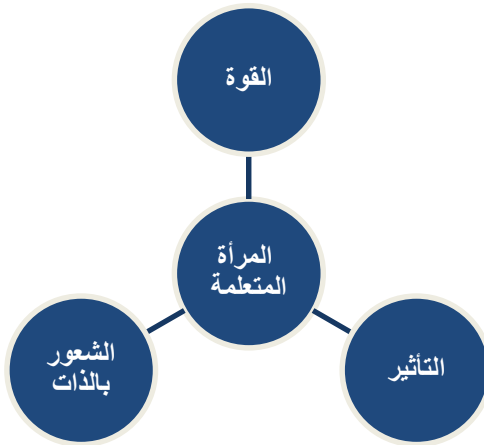 القوة
المرأة
المتعلمة
التأثير
الشعور
بالذات